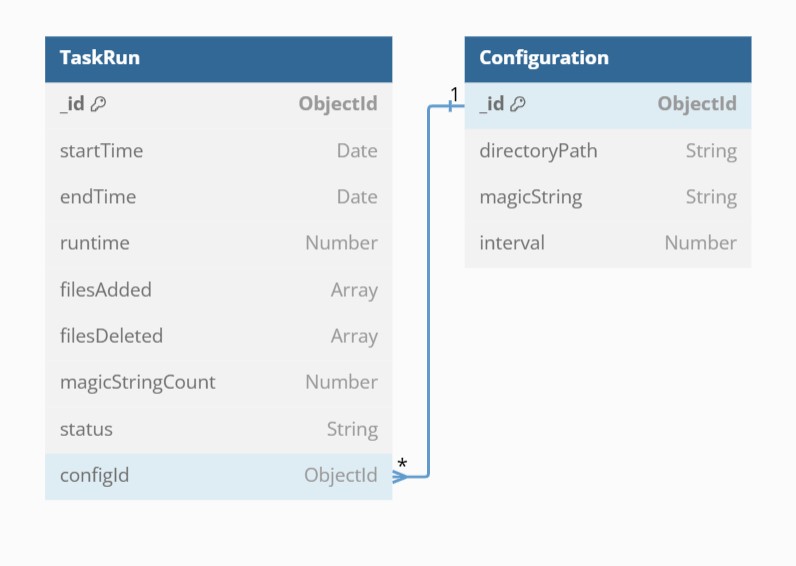 TaskRun
_id ObjectId
startTime Date
endTime Date
runtime Number
filesAdded Array
filesDeleted Array
magicStringCount Number
status String
configId ObjectId
*
1
Configuration
_id ObjectId
directoryPath String
magicString String
interval Number